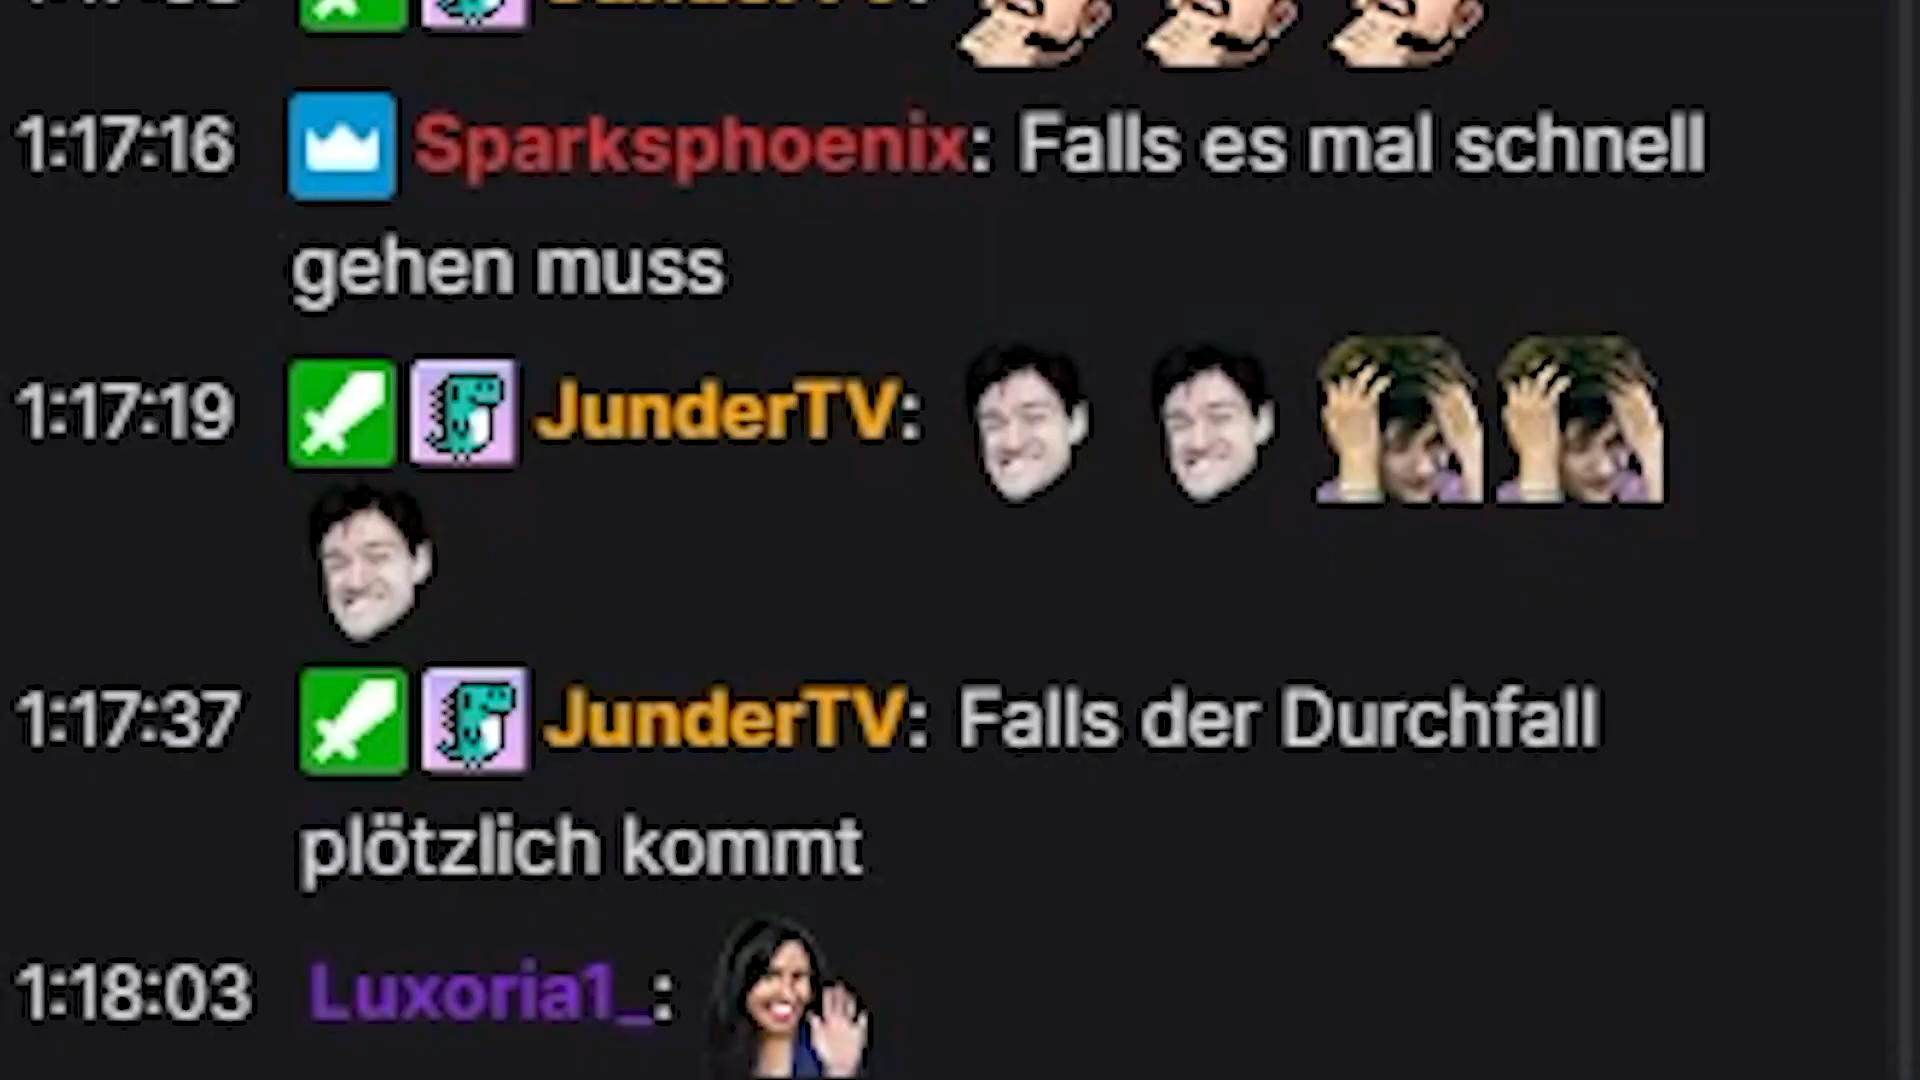 1:17:16 Sparksphoenix: Falls es mal schnell
gehen muss
1:17:19 JunderTV:
1:17:37 JunderTV: Falls der Durchfall
plötzlich kommt
1:18:03 Luxoria1_: